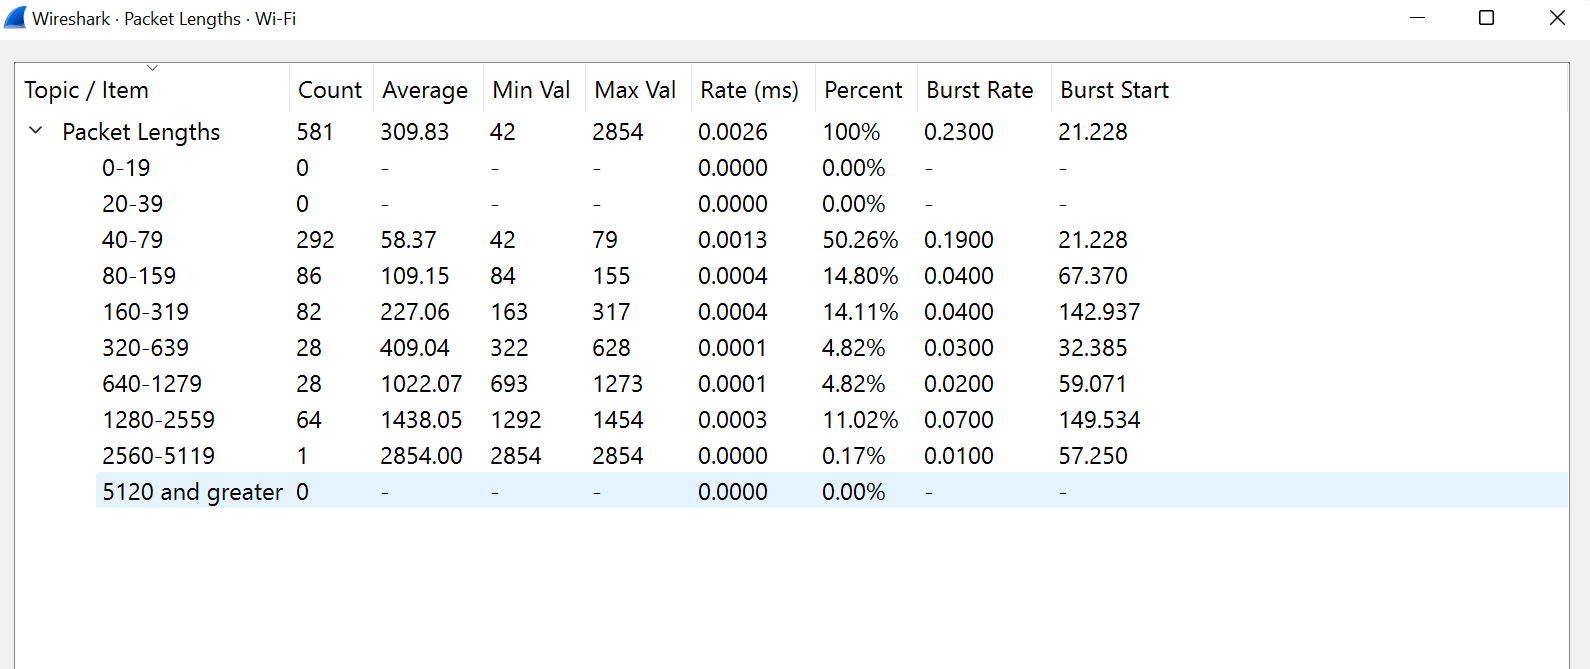 Wireshark · Packet Lengths · Wi-Fi
Topic / Item Count Average Min Val Max Val Rate (ms) Percent Burst Rate Burst Start
Packet Lengths 581 309.83 42 2854 0.0026 100% 0.2300 21.228
0-19 0 - - - 0.0000 0.00% - -
20-39 0 - - - 0.0000 0.00% - -
40-79 292 58.37 42 79 0.0013 50.26% 0.1900 21.228
80-159 86 109.15 84 155 0.0004 14.80% 0.0400 67.370
160-319 82 227.06 163 317 0.0004 14.11% 0.0400 142.937
320-639 28 409.04 322 628 0.0001 4.82% 0.0300 32.385
640-1279 28 1022.07 693 1273 0.0001 4.82% 0.0200 59.071
1280-2559 64 1438.05 1292 1454 0.0003 11.02% 0.0700 149.534
2560-5119 1 2854.00 2854 2854 0.0000 0.17% 0.0100 57.250
5120 and greater 0 - - - 0.0000 0.00% - -